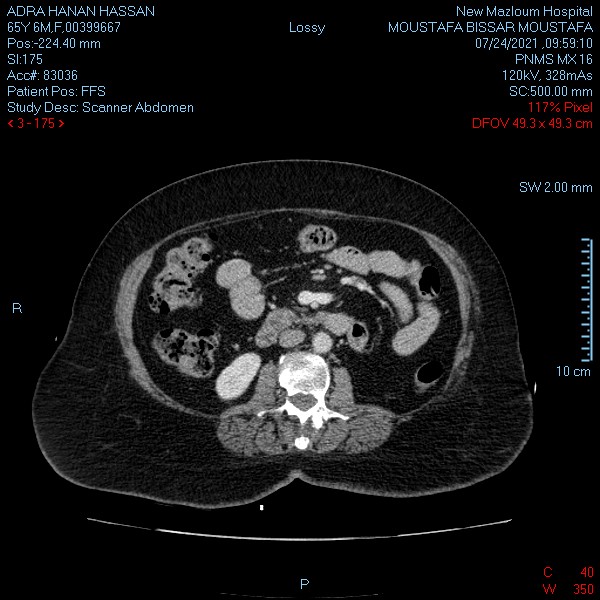 ADRA HANAN HASSAN
65Y 6M,F,00399667
Pos:-224.40 mm
SI:175
Acc#: 83036
Patient Pos: FFS
Study Desc: Scanner Abdomen
< 3 - 175 >
Lossy
New Mazloum Hospital
MOUSTAFA BISSAR MOUSTAFA
07/24/2021 ,09:59:10
PNMS MX 16
120kV, 328mAs
SC:500.00 mm
117% Pixel
DFOV 49.3 x 49.3 cm
SW 2.00 mm
R
10 cm
P
C 40
W 350